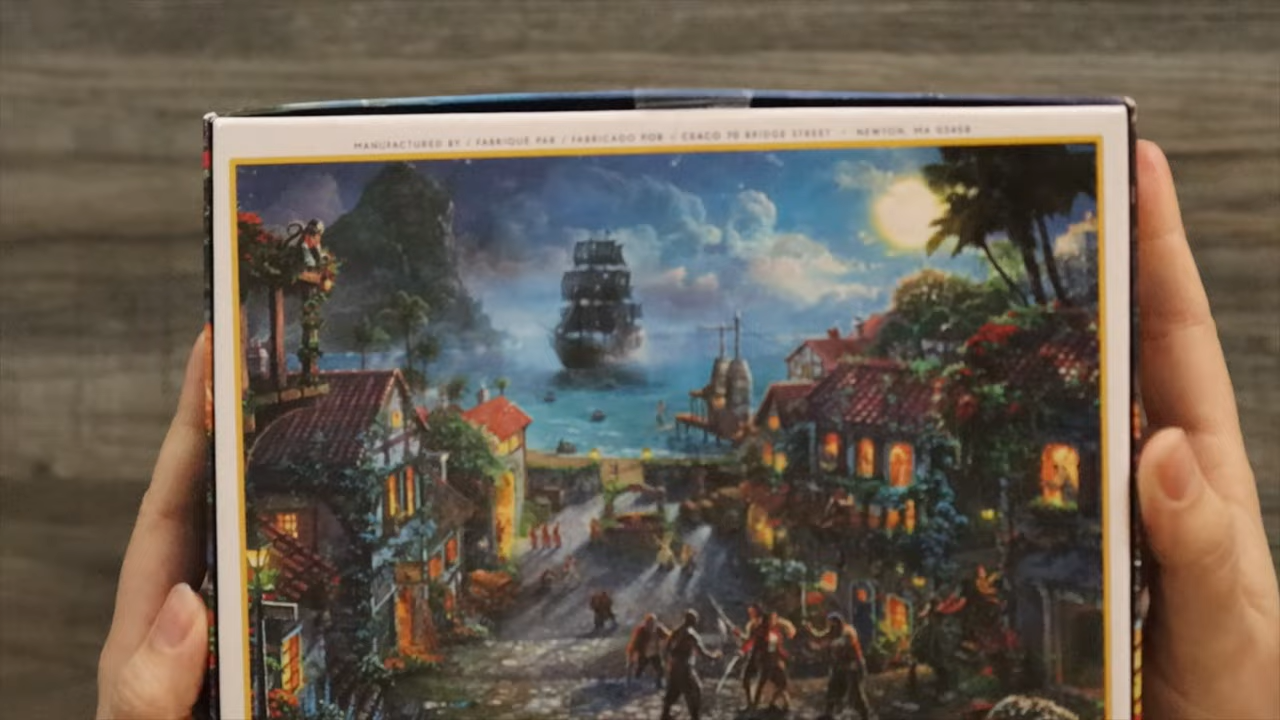 MANUFACTURED BY / FABRIQUE PAR / FABRICADO POR / CEACO 70 BRIDGE STREET · NEWTON, MA 02458